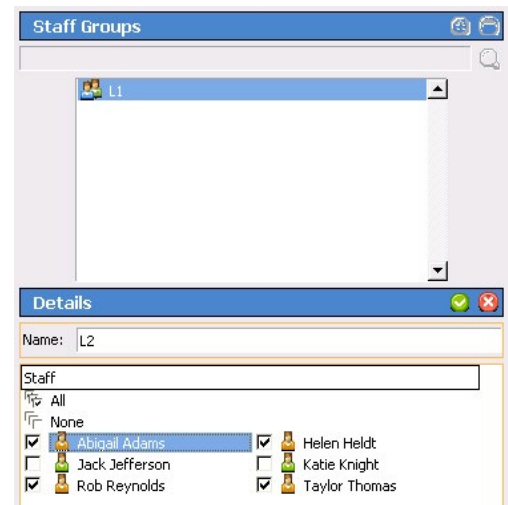 Staff Groups
L1
Details
Name: L2
Staff
All
None
Abigail Adams Helen Heldt
Jack Jefferson Katie Knight
Rob Reynolds Taylor Thomas